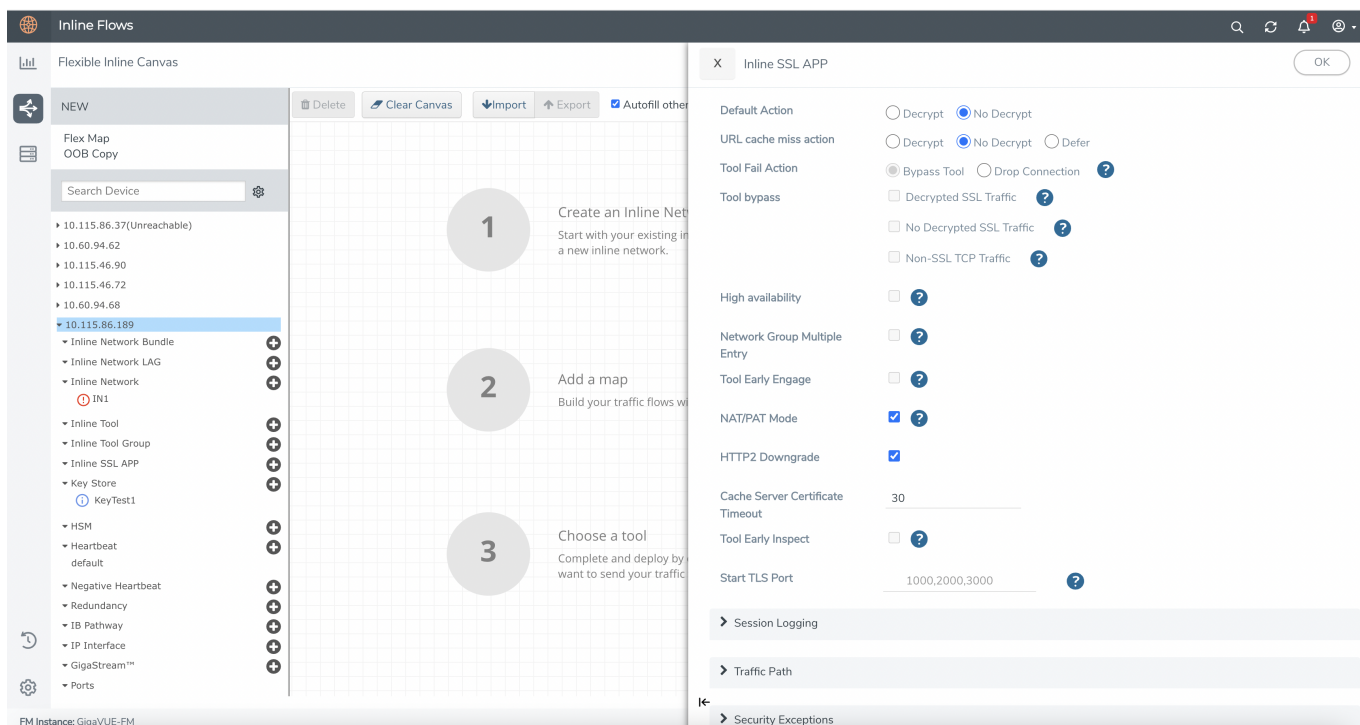 Inline Flows
1
Flexible Inline Canvas
NEW
Flex Map
OOB Copy
Search Device
10.115.86.37(Unreachable)
10.60.94.62
10.115.46.90
10.115.46.72
10.60.94.68
10.115.86.189
Inline Network Bundle
Inline Network LAG
Inline Network
IN1
Inline Tool
Inline Tool Group
Inline SSL APP
Key Store
KeyTest1
HSM
Heartbeat
default
Negative Heartbeat
Redundancy
IB Pathway
IP Interface
GigaStream™
Ports
FM Instance: GigaVUE-FM
Delete Clear Canvas Import Export Autofill other
1
Create an Inline Net
Start with your existing in
a new inline network.
2
Add a map
Build your traffic flows wi
3
Choose a tool
Complete and deploy by
want to send your traffic
X Inline SSL APP OK
Default Action Decrypt No Decrypt
URL cache miss action Decrypt No Decrypt Defer
Tool Fail Action Bypass Tool Drop Connection ?
Tool bypass Decrypted SSL Traffic ?
No Decrypted SSL Traffic ?
Non-SSL TCP Traffic ?
High availability ?
Network Group Multiple
Entry ?
Tool Early Engage ?
NAT/PAT Mode ?
HTTP2 Downgrade
Cache Server Certificate
Timeout 30
Tool Early Inspect ?
Start TLS Port 1000,2000,3000 ?
Session Logging
Traffic Path
Security Exceptions